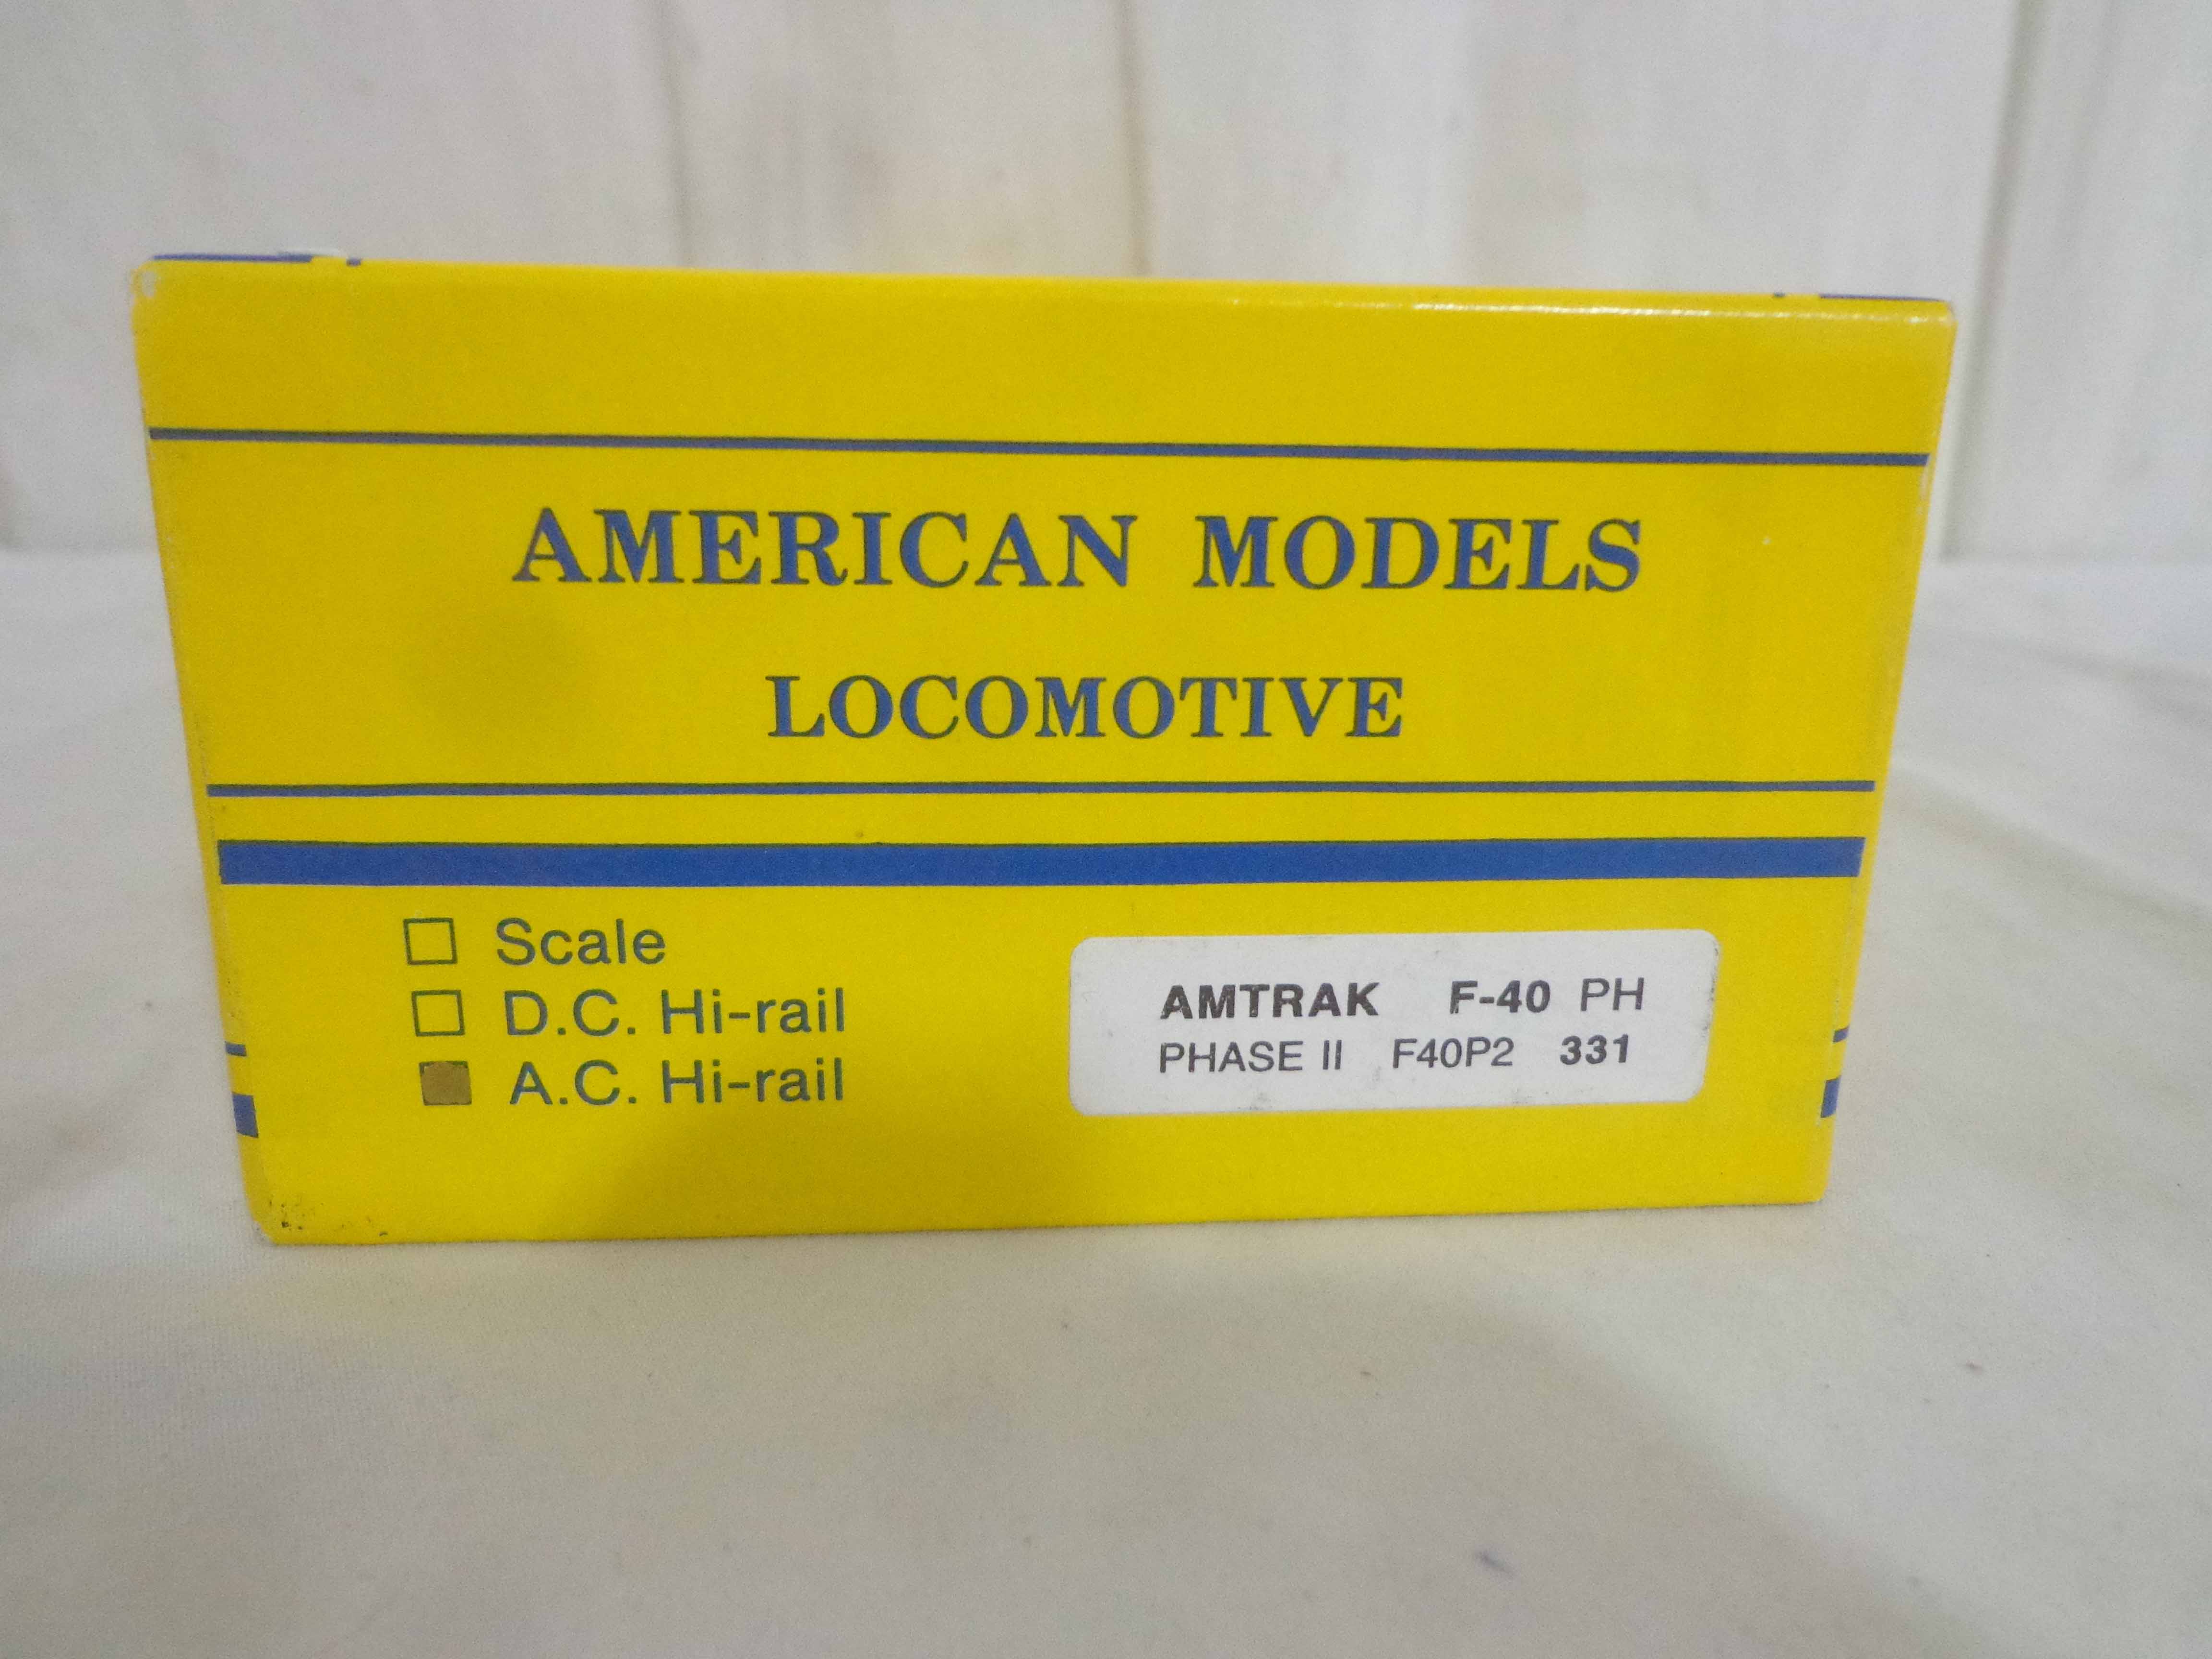 AMERICAN MODELS
LOCOMOTIVE
Scale
D.C. Hi-rail
A.C. Hi-rail
AMTRAK F-40 PH
PHASE II F40P2 331